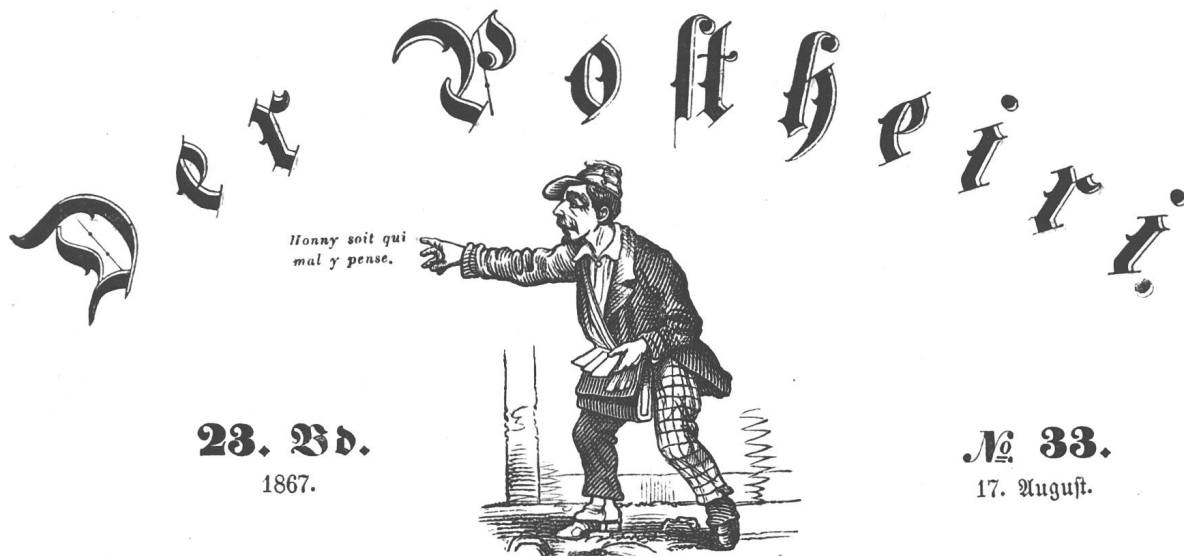 Der Postheiri.
Honny soit qui
mal y pense.
23. Bd.
1867.
№ 33.
17. August.